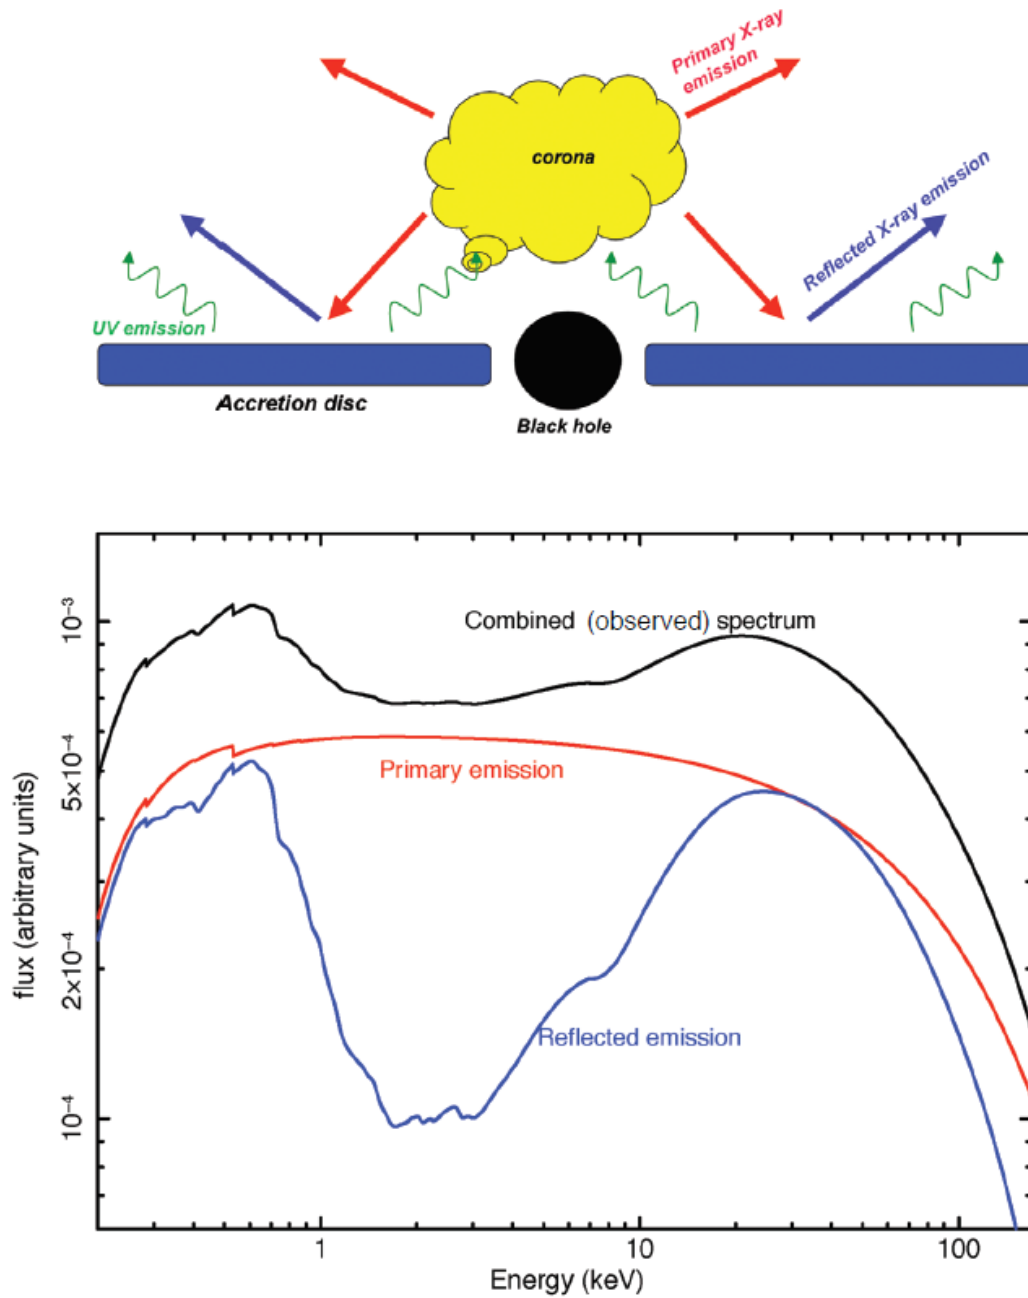 Primary X-ray
emission
corona
Reflected X-ray emission
UV emission
Accretion disc
Black hole
Combined (observed) spectrum
Primary emission
Reflected emission
flux (arbitrary units)
10⁻³
5×10⁻⁴
2×10⁻⁴
10⁻⁴
1
10
100
Energy (keV)